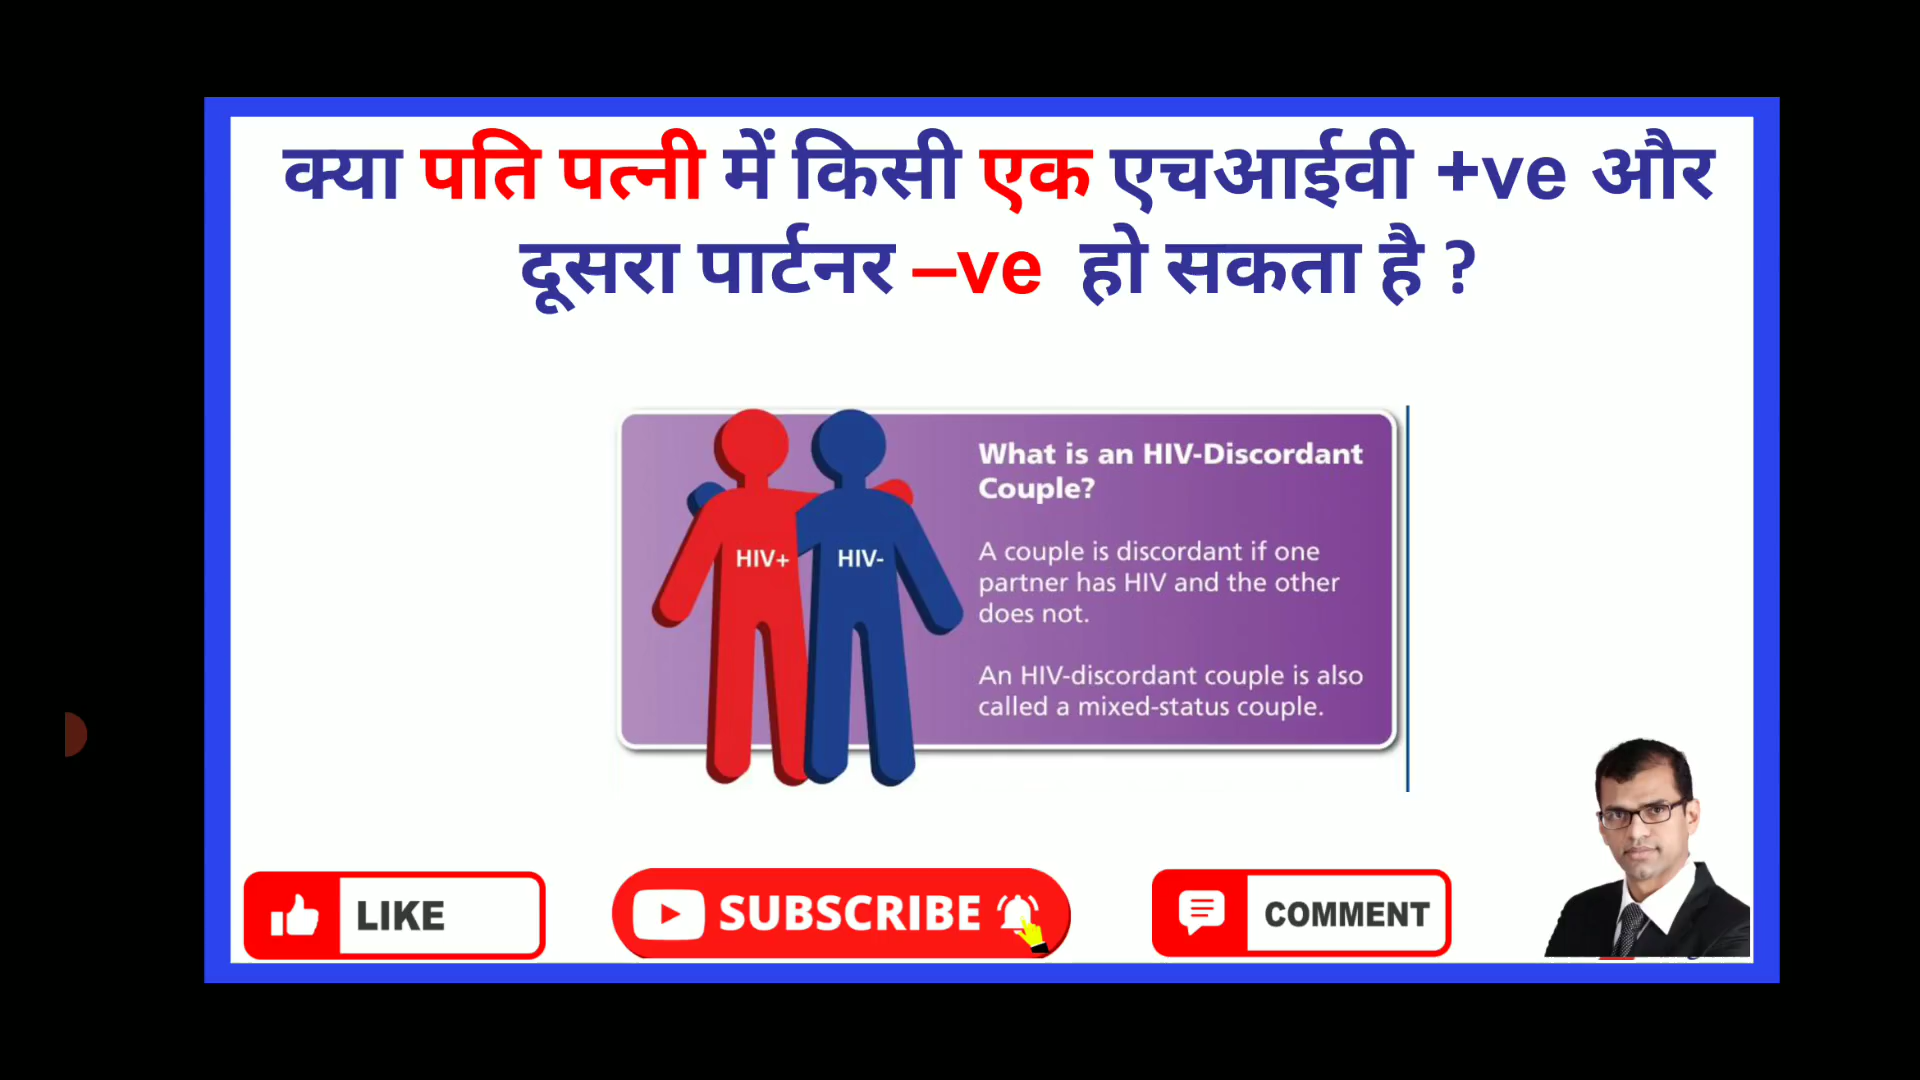 क्या पति पत्नी में किसी एक एचआईवी +ve और
दूसरा पार्टनर –ve हो सकता है ?
HIV+ HIV-
What is an HIV-Discordant
Couple?
A couple is discordant if one
partner has HIV and the other
does not.
An HIV-discordant couple is also
called a mixed-status couple.
LIKE
SUBSCRIBE
COMMENT